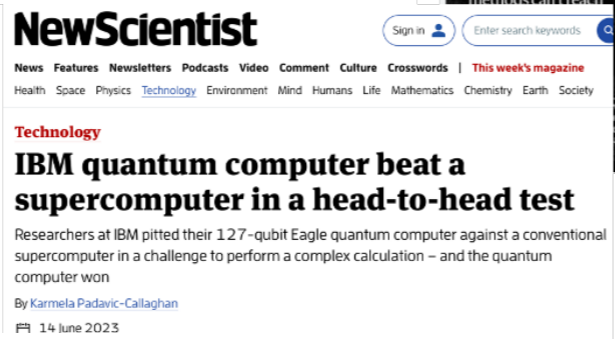 methods can't reach
NewScientist
Sign in
Enter search keywords
News Features Newsletters Podcasts Video Comment Culture Crosswords | This week's magazine
Health Space Physics Technology Environment Mind Humans Life Mathematics Chemistry Earth Society
Technology
IBM quantum computer beat a
supercomputer in a head-to-head test
Researchers at IBM pitted their 127-qubit Eagle quantum computer against a conventional
supercomputer in a challenge to perform a complex calculation – and the quantum
computer won
By Karmela Padavic-Callaghan
14 June 2023